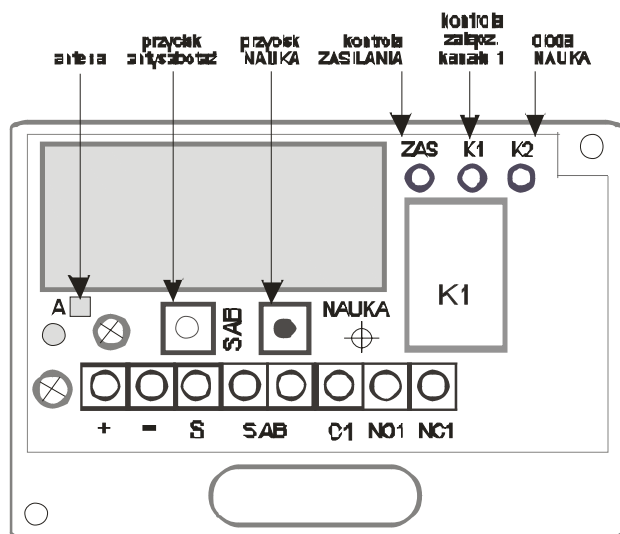 antena
przycisk
antysabotaż
przycisk
NAUKA
kontrola
ZASILANIA
kontrola
załącz.
kanału 1
dioda
NAUKA
ZAS K1 K2
K1
A
SAB
NAUKA
+ - S SAB C1 NO1 NC1